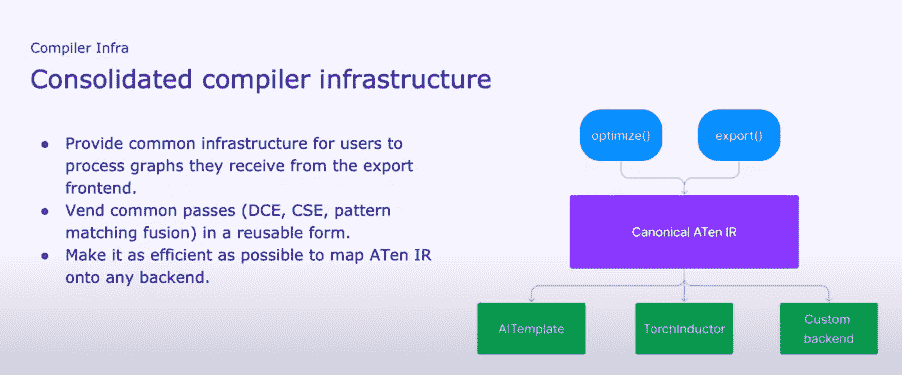 Compiler Infra
Consolidated compiler infrastructure
● Provide common infrastructure for users to
process graphs they receive from the export
frontend.
● Vend common passes (DCE, CSE, pattern
matching fusion) in a reusable form.
● Make it as efficient as possible to map ATen IR
onto any backend.
optimize()
export()
Canonical ATen IR
AITemplate
TorchInductor
Custom
backend